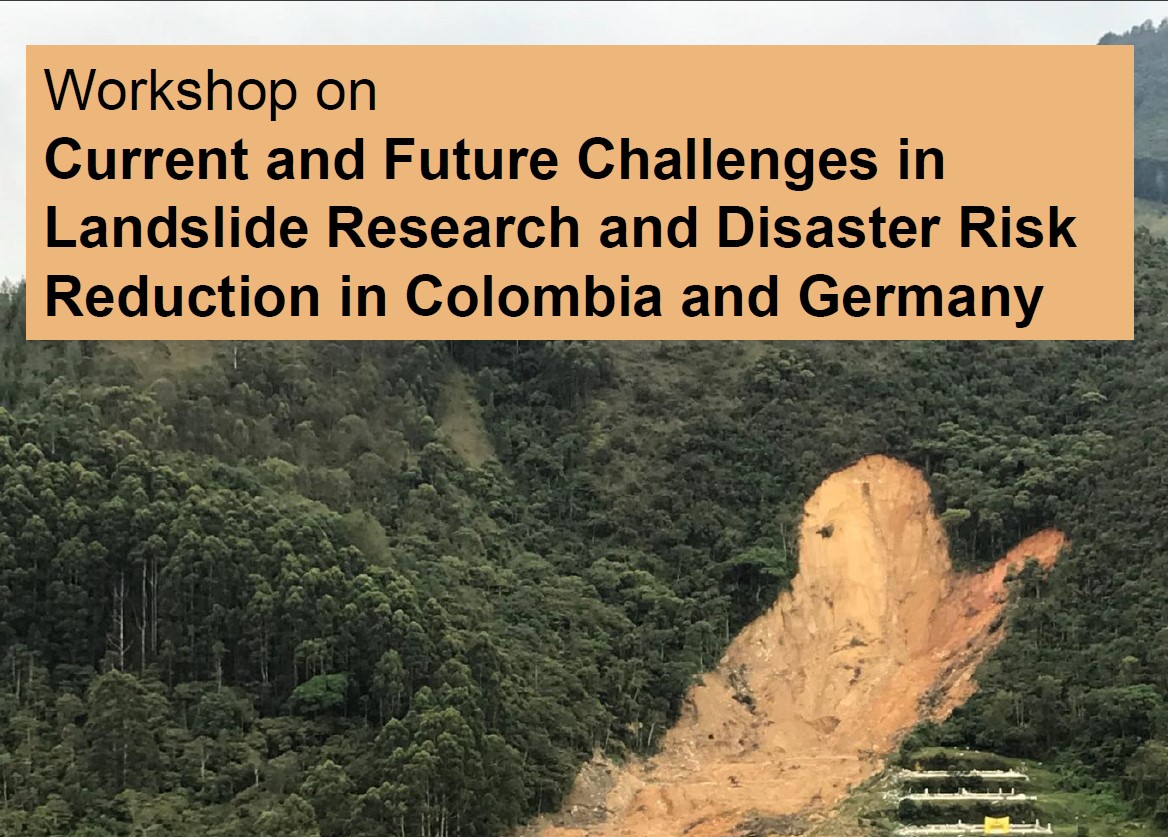 Workshop on
Current and Future Challenges in
Landslide Research and Disaster Risk
Reduction in Colombia and Germany